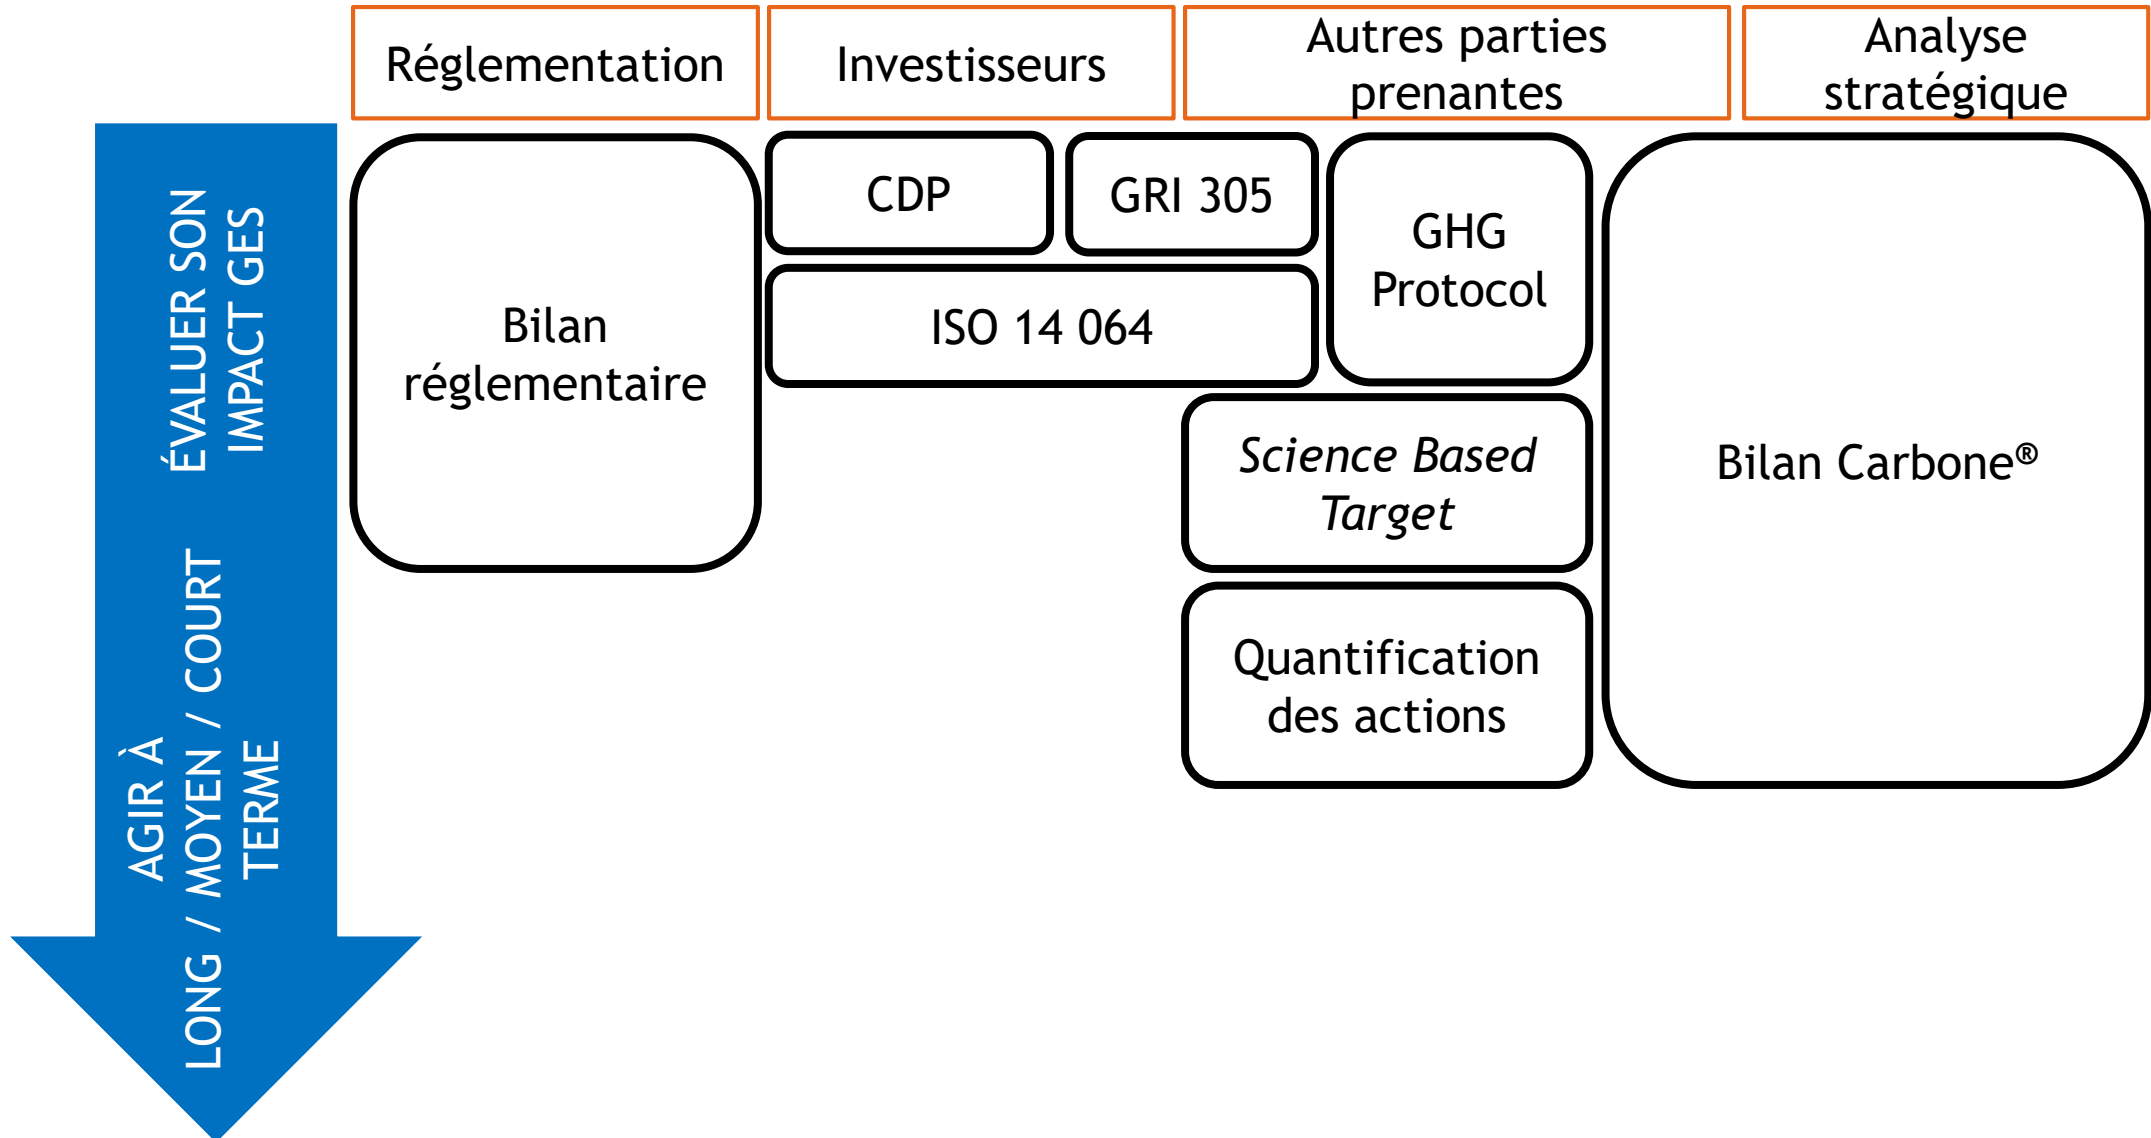 Réglementation
Investisseurs
Autres parties
prenantes
Analyse
stratégique
ÉVALUER SON
IMPACT GES
AGIR À
LONG / MOYEN / COURT
TERME
Bilan
réglementaire
CDP
GRI 305
ISO 14 064
GHG
Protocol
Science Based
Target
Quantification
des actions
Bilan Carbone®